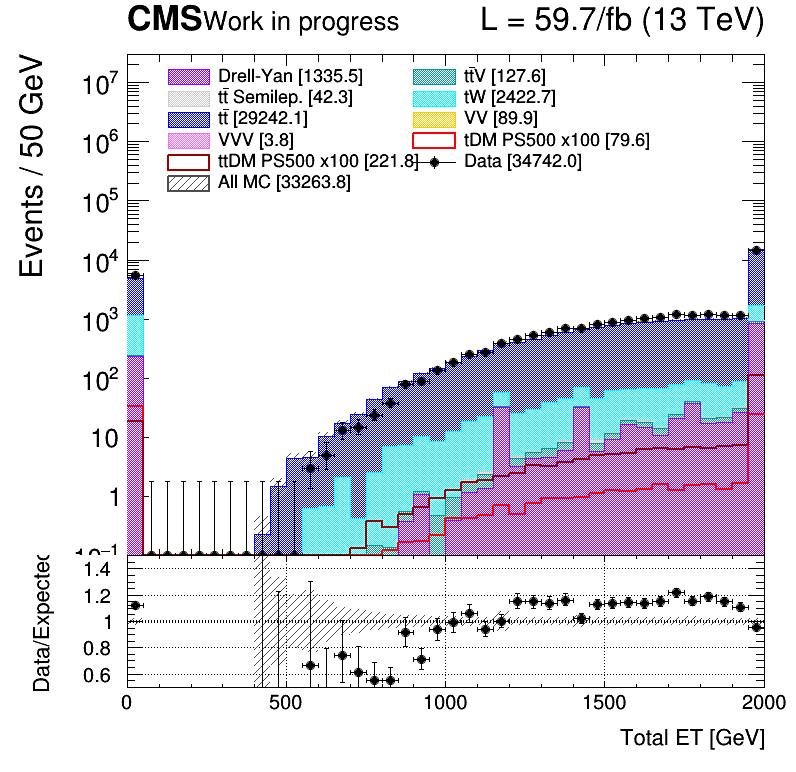 CMS Work in progress L = 59.7/fb (13 TeV)
Events / 50 GeV
Drell-Yan [1335.5] tt̄V [127.6]
tt̄ Semilep. [42.3] tW [2422.7]
tt̄ [29242.1] VV [89.9]
VVV [3.8] tDM PS500 x100 [79.6]
ttDM PS500 x100 [221.8] Data [34742.0]
All MC [33263.8]
10⁷
10⁶
10⁵
10⁴
10³
10²
10
1
10⁻¹
Data/Expected
1.4
1.2
1
0.8
0.6
0 500 1000 1500 2000
Total ET [GeV]